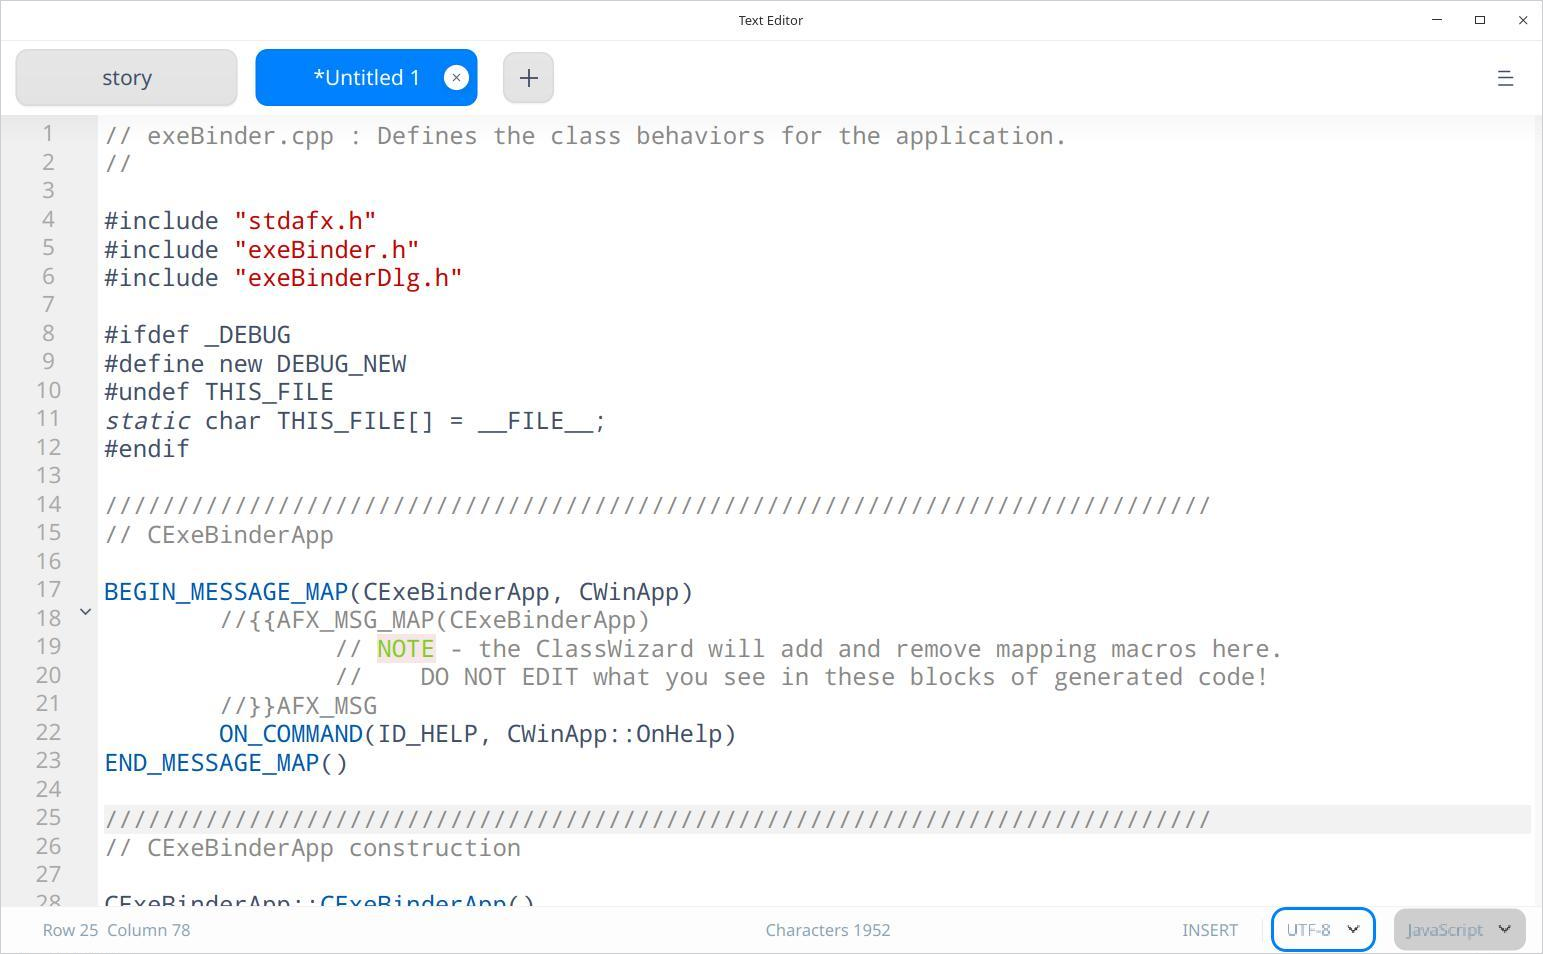 Text Editor
story
*Untitled 1
1 // exeBinder.cpp : Defines the class behaviors for the application.
2 //
3
4 #include "stdafx.h"
5 #include "exeBinder.h"
6 #include "exeBinderDlg.h"
7
8 #ifdef _DEBUG
9 #define new DEBUG_NEW
10 #undef THIS_FILE
11 static char THIS_FILE[] = __FILE__;
12 #endif
13
14 /////////////////////////////////////////////////////////////////////////////
15 // CExeBinderApp
16
17 BEGIN_MESSAGE_MAP(CExeBinderApp, CWinApp)
18 //{{AFX_MSG_MAP(CExeBinderApp)
19 // NOTE - the ClassWizard will add and remove mapping macros here.
20 //    DO NOT EDIT what you see in these blocks of generated code!
21 //}}AFX_MSG
22 ON_COMMAND(ID_HELP, CWinApp::OnHelp)
23 END_MESSAGE_MAP()
24
25 /////////////////////////////////////////////////////////////////////////////
26 // CExeBinderApp construction
27
28 CExeBinderApp::CExeBinderApp()
Row 25 Column 78
Characters 1952
INSERT
UTF-8
JavaScript